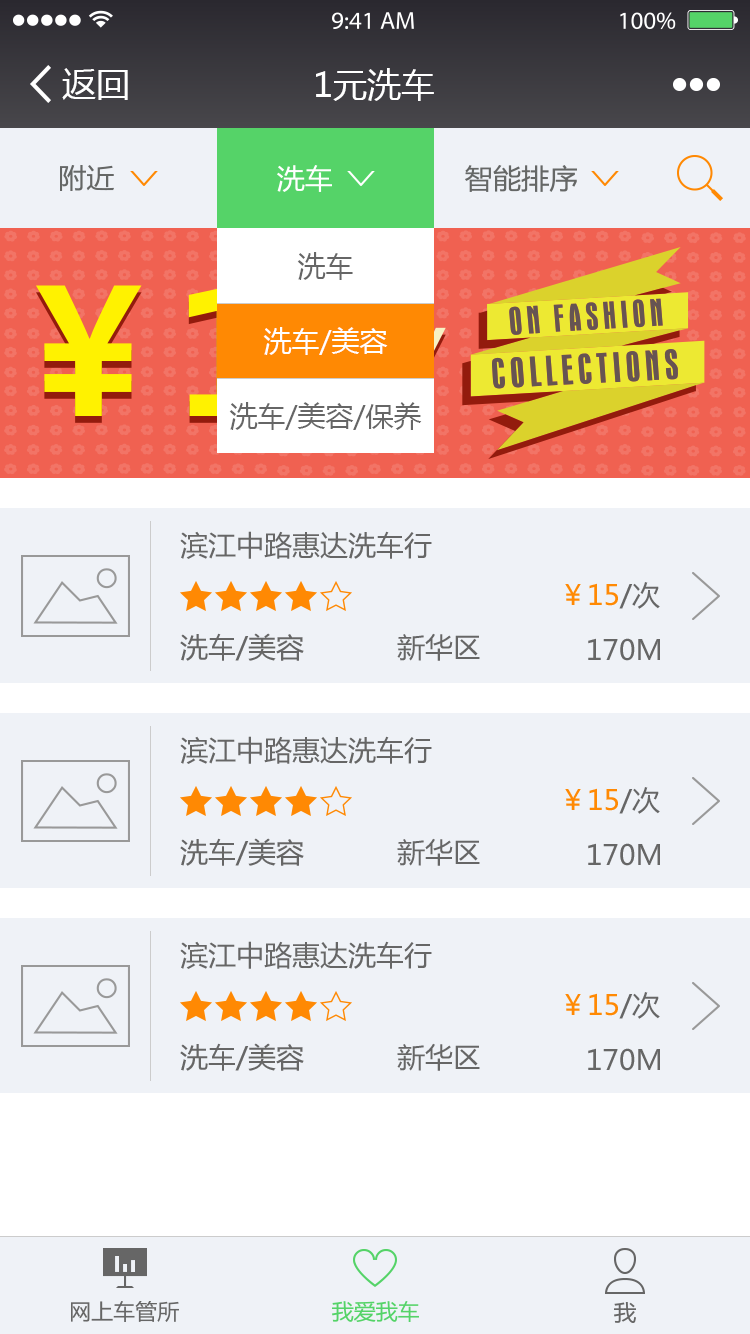 9:41 AM 100%
返回 1元洗车
附近 洗车 智能排序
洗车
洗车/美容
洗车/美容/保养
¥
ON FASHION
COLLECTIONS
滨江中路惠达洗车行
¥15/次
洗车/美容 新华区 170M
滨江中路惠达洗车行
¥15/次
洗车/美容 新华区 170M
滨江中路惠达洗车行
¥15/次
洗车/美容 新华区 170M
网上车管所 我爱我车 我